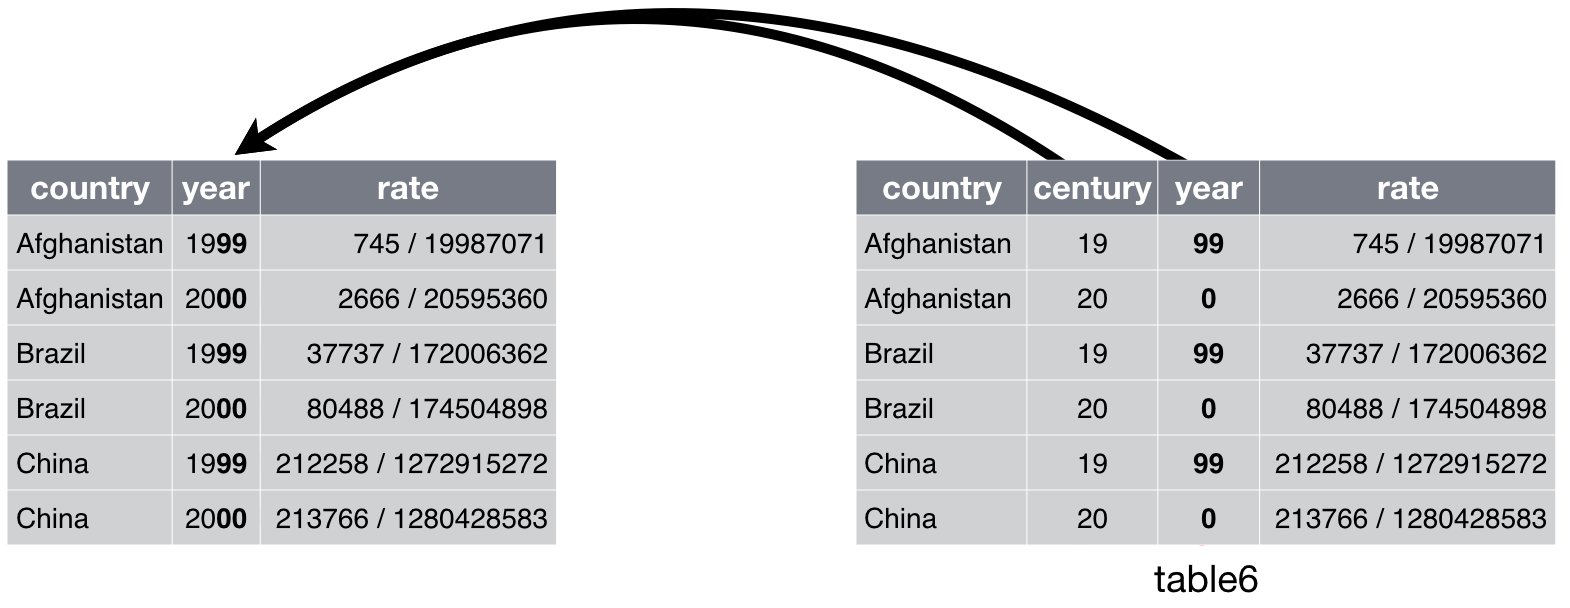 country year rate
Afghanistan 1999 745 / 19987071
Afghanistan 2000 2666 / 20595360
Brazil 1999 37737 / 172006362
Brazil 2000 80488 / 174504898
China 1999 212258 / 1272915272
China 2000 213766 / 1280428583
country century year rate
Afghanistan 19 99 745 / 19987071
Afghanistan 20 0 2666 / 20595360
Brazil 19 99 37737 / 172006362
Brazil 20 0 80488 / 174504898
China 19 99 212258 / 1272915272
China 20 0 213766 / 1280428583
table6